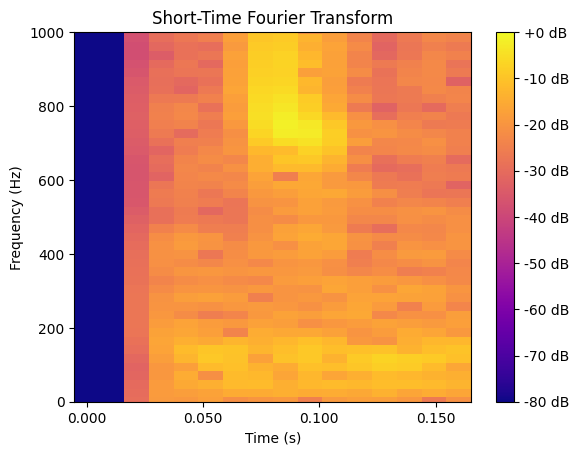 Short-Time Fourier Transform
1000
800
600
400
200
0
Frequency (Hz)
0.000
0.050
0.100
0.150
Time (s)
+0 dB
-10 dB
-20 dB
-30 dB
-40 dB
-50 dB
-60 dB
-70 dB
-80 dB